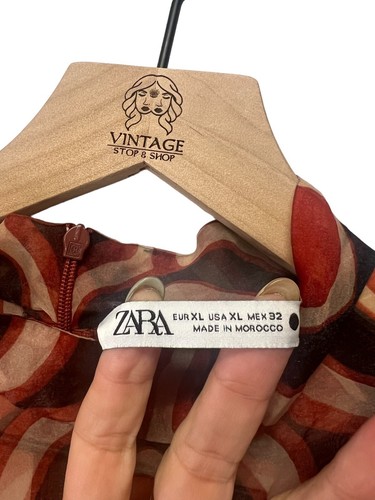 VINTAGE
STOP & SHOP
ZARA EUR XL USA XL MEX 32
MADE IN MOROCCO